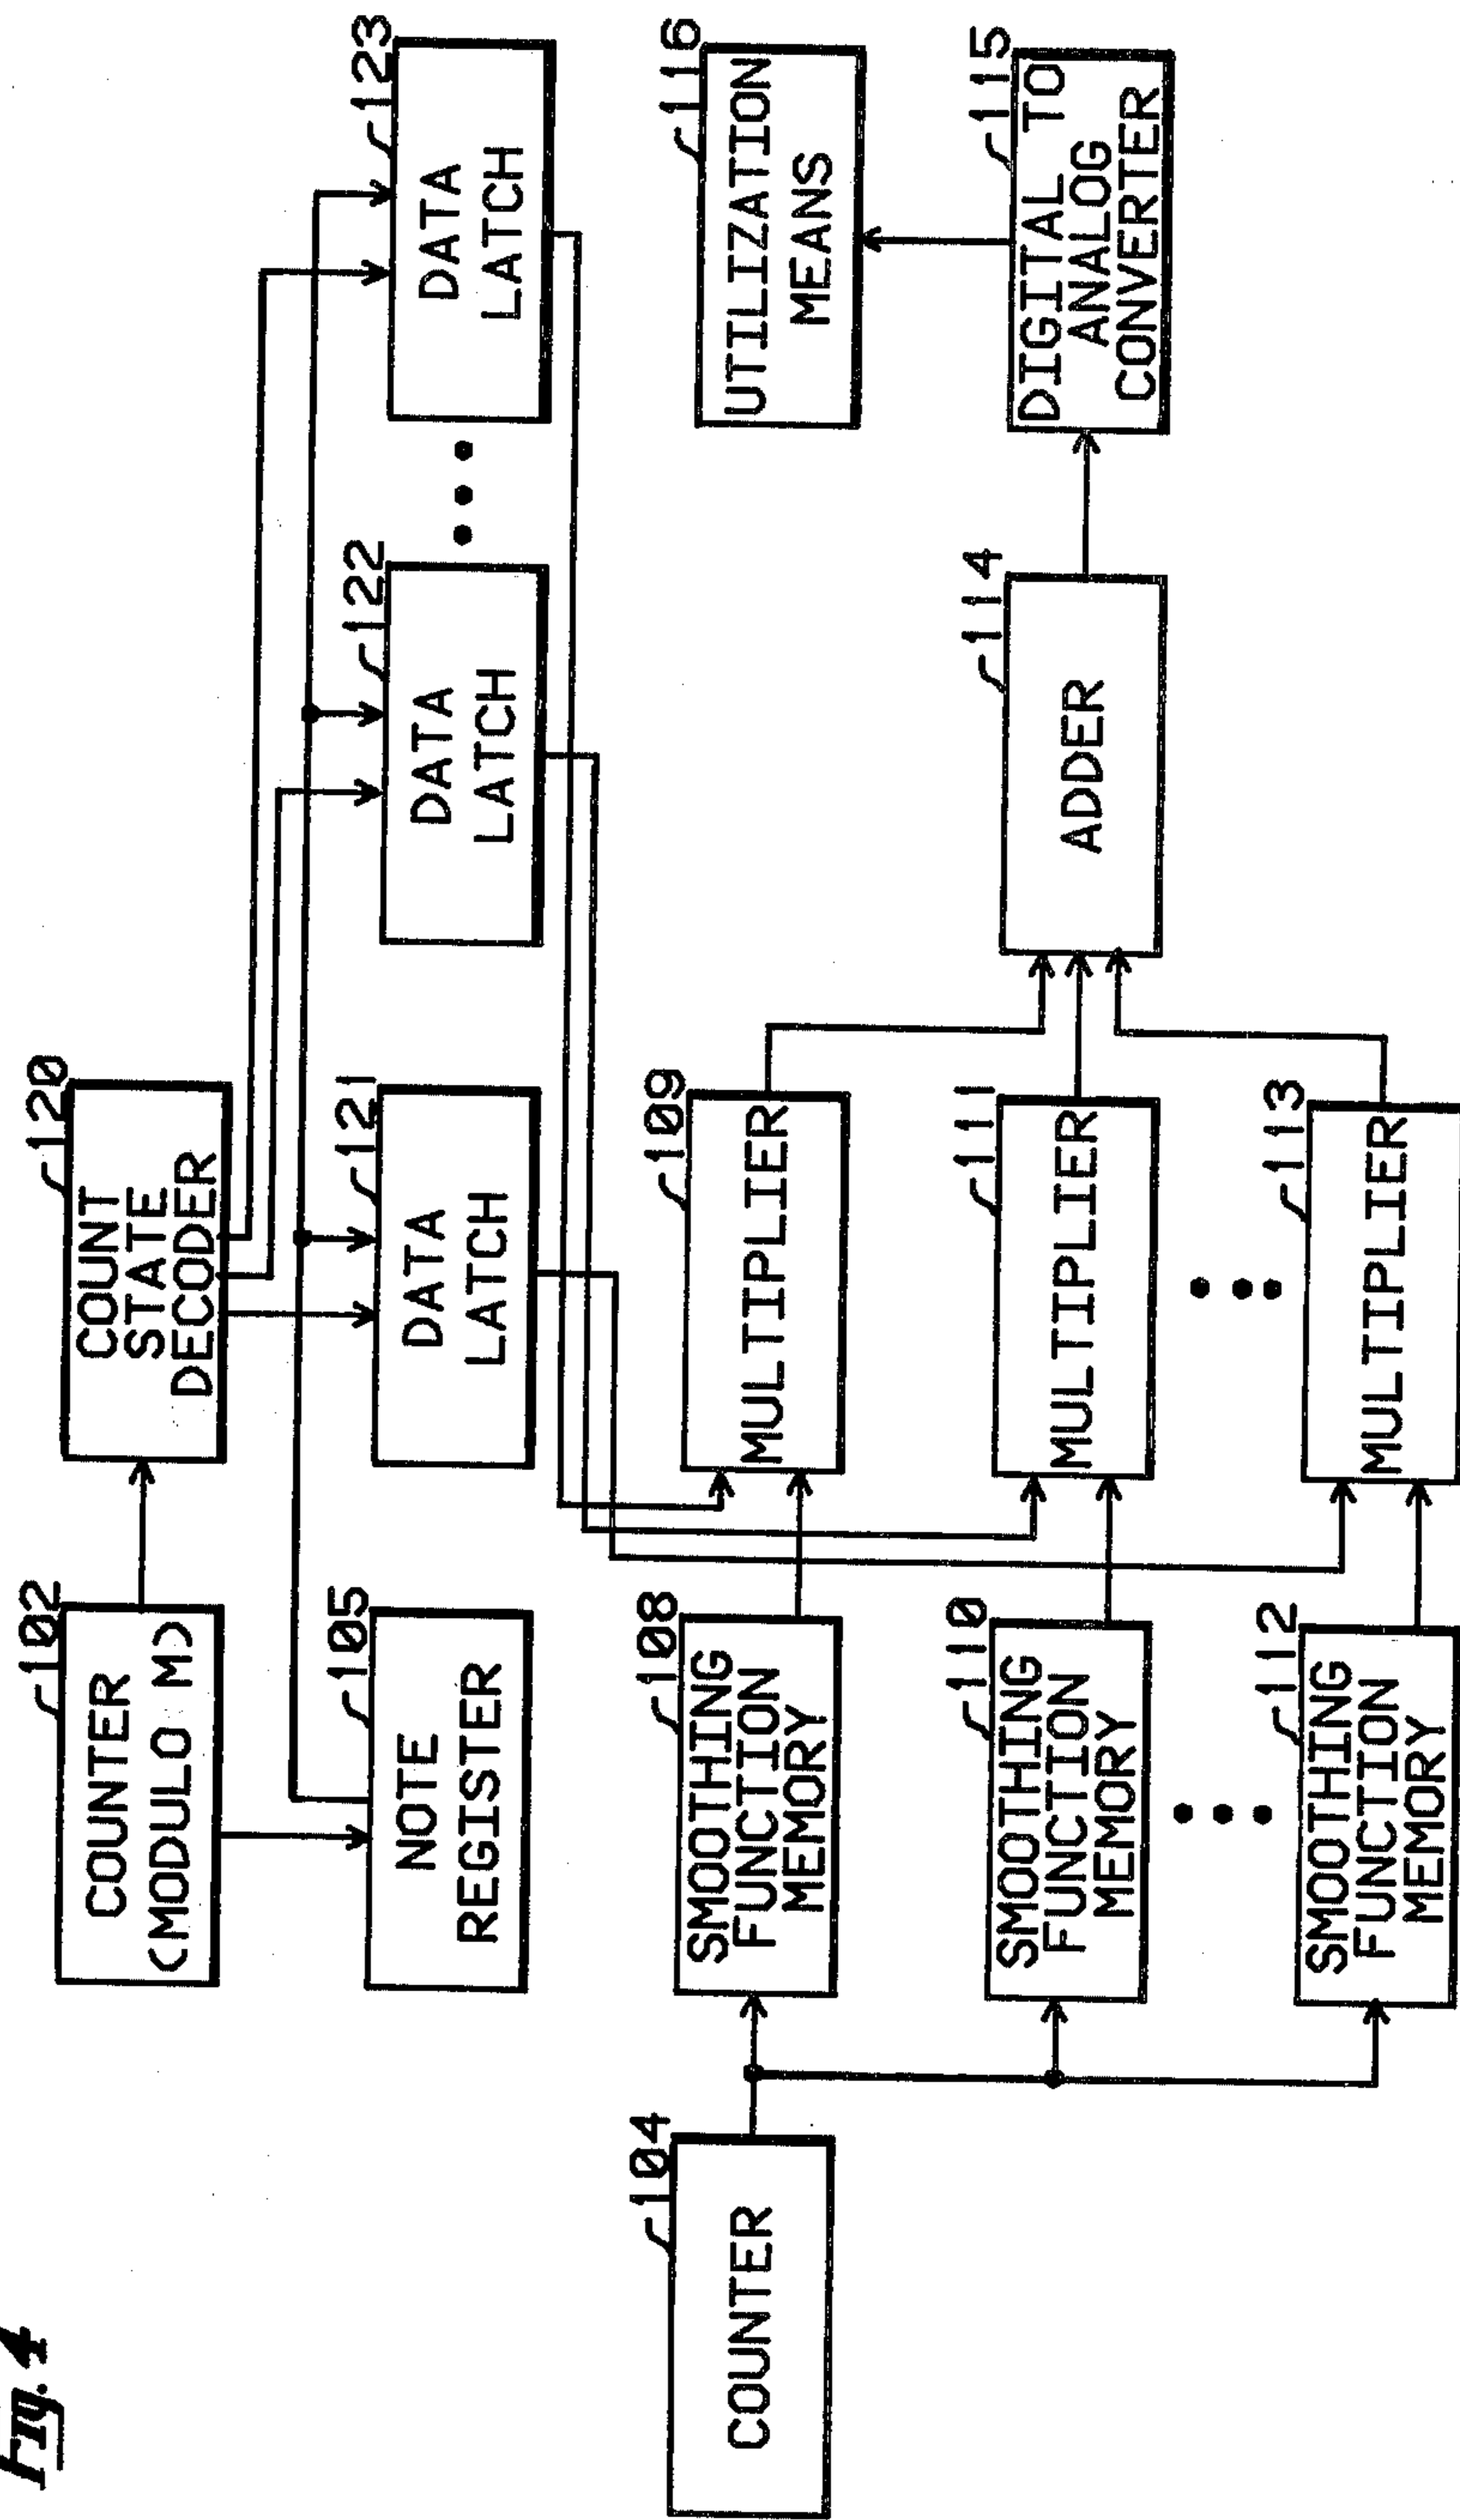 Fig. 4
102
COUNTER
(MODULO M)
120
COUNT
STATE
DECODER
105
NOTE
REGISTER
121
DATA
LATCH
122
DATA
LATCH
123
DATA
LATCH
104
COUNTER
108
SMOOTHING
FUNCTION
MEMORY
109
MULTIPLIER
116
UTILIZATION
MEANS
110
SMOOTHING
FUNCTION
MEMORY
111
MULTIPLIER
114
ADDER
115
DIGITAL TO
ANALOG
CONVERTER
112
SMOOTHING
FUNCTION
MEMORY
113
MULTIPLIER